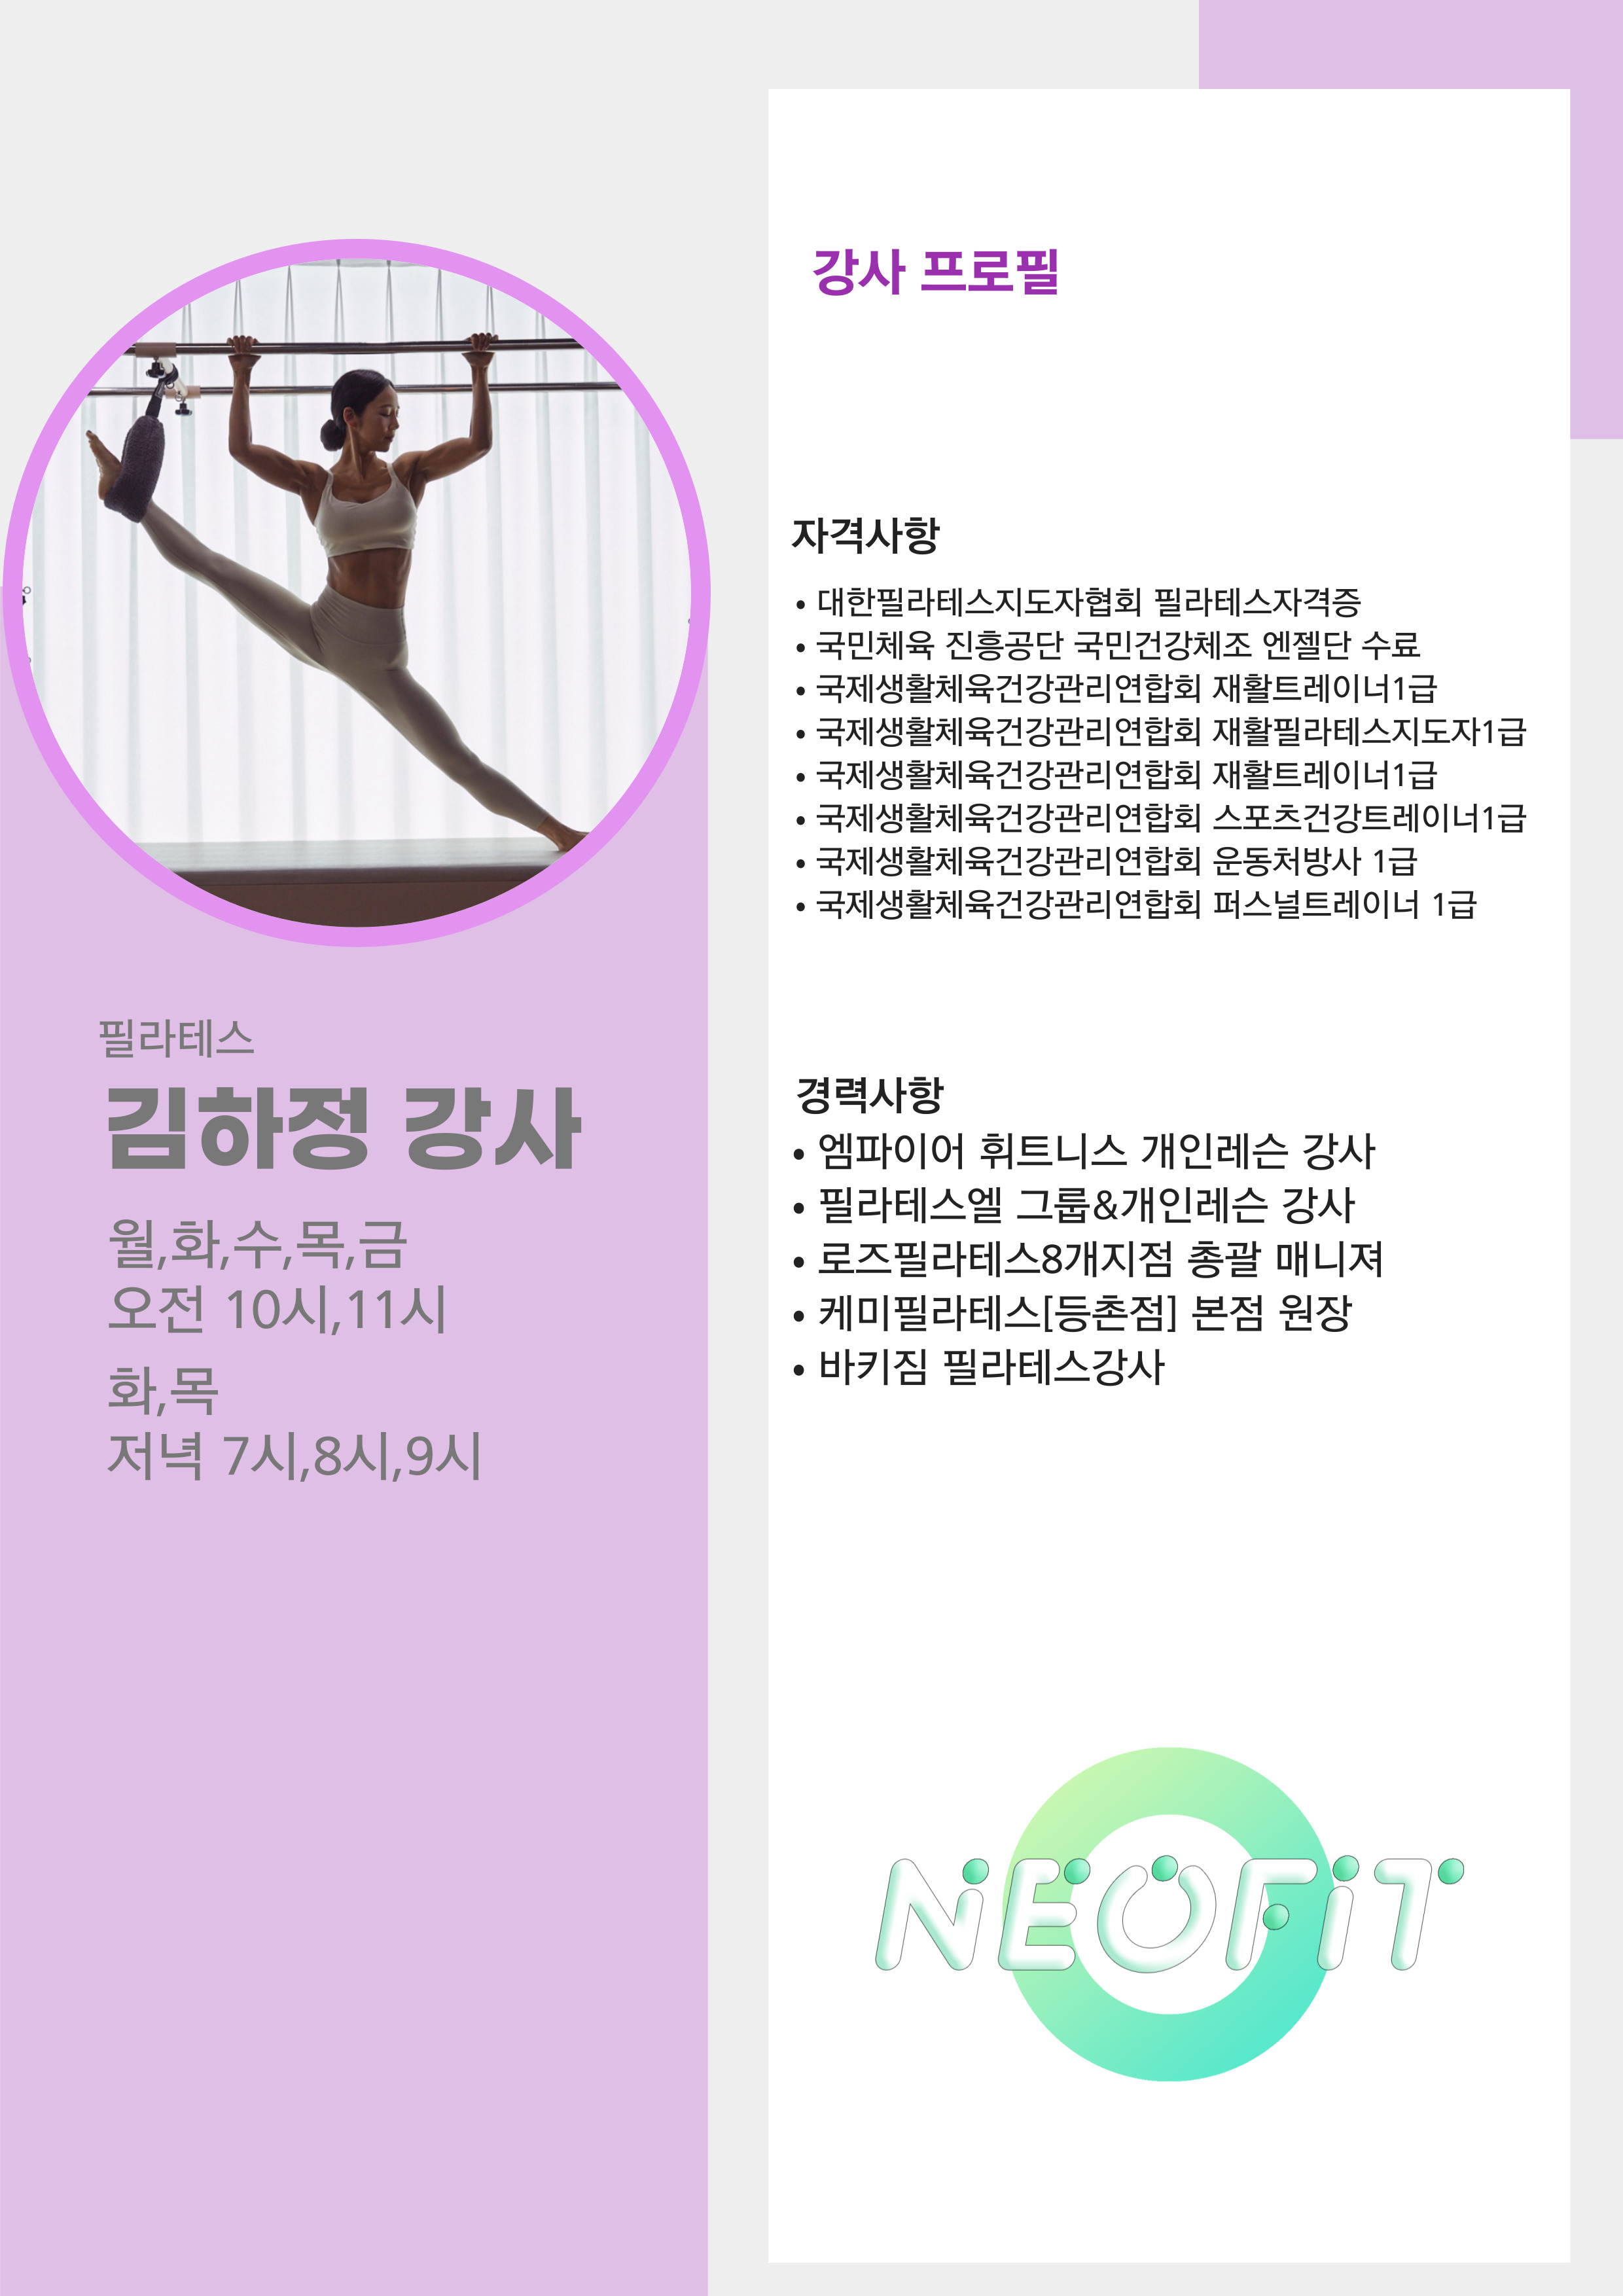 필라테스
김하정 강사
월,화,수,목,금
오전 10시,11시
화,목
저녁 7시,8시,9시
강사 프로필
자격사항
• 대한필라테스지도자협회 필라테스자격증
• 국민체육 진흥공단 국민건강체조 엔젤단 수료
• 국제생활체육건강관리연합회 재활트레이너1급
• 국제생활체육건강관리연합회 재활필라테스지도자1급
• 국제생활체육건강관리연합회 재활트레이너1급
• 국제생활체육건강관리연합회 스포츠건강트레이너1급
• 국제생활체육건강관리연합회 운동처방사 1급
• 국제생활체육건강관리연합회 퍼스널트레이너 1급
경력사항
• 엠파이어 휘트니스 개인레슨 강사
• 필라테스엘 그룹&개인레슨 강사
• 로즈필라테스8개지점 총괄 매니져
• 케미필라테스[등촌점] 본점 원장
• 바키짐 필라테스강사
NEOFIT